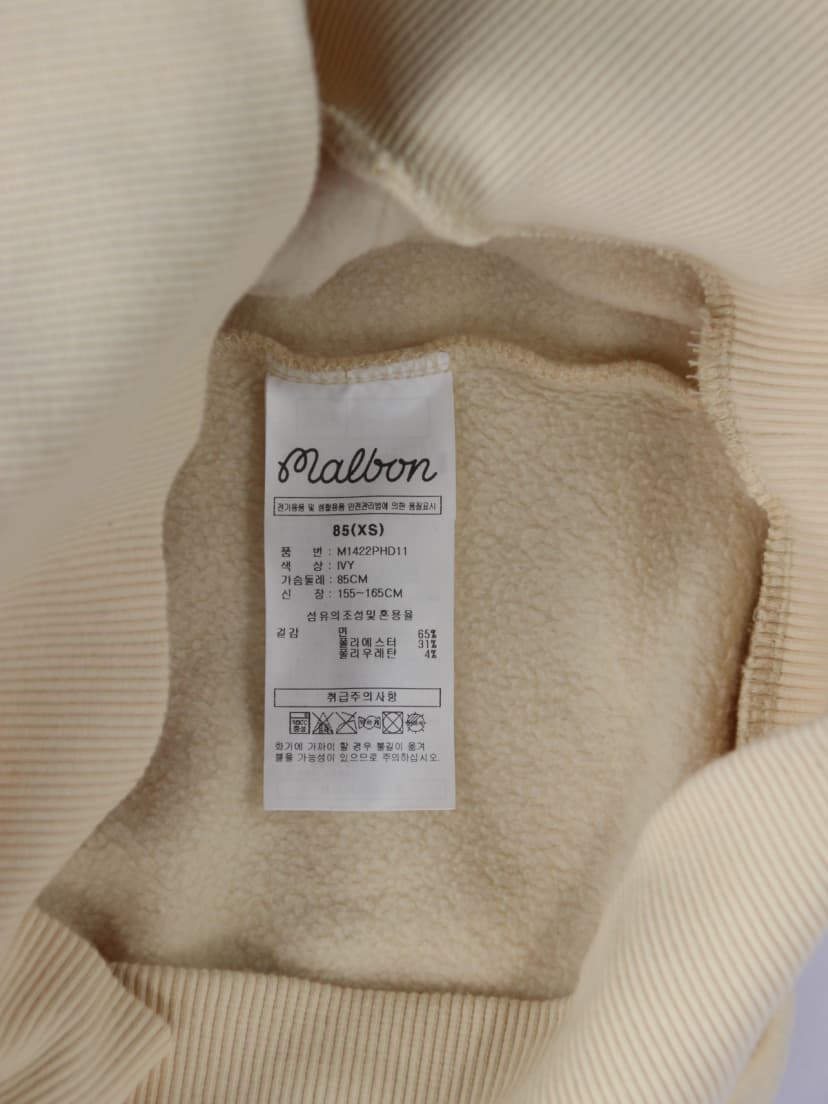 Malbon
전기용품 및 생활용품 안전관리법에 의한 품질표시
85(XS)
품 번 : M1422PHD11
색 상 : IVY
가슴둘레 : 85CM
신 장 : 155~165CM
섬유의조성및혼용율
겉감 면 65%
폴리에스터 31%
폴리우레탄 4%
취급주의사항
화기에 가까이 할 경우 불길이 옮겨
붙을 가능성이 있으므로 주의하십시오.